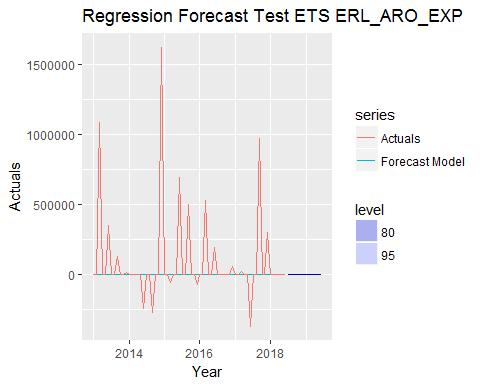 Regression Forecast Test ETS ERL_ARO_EXP
1500000
1000000
500000
0
Actuals
2014
2016
2018
Year
series
Actuals
Forecast Model
level
80
95